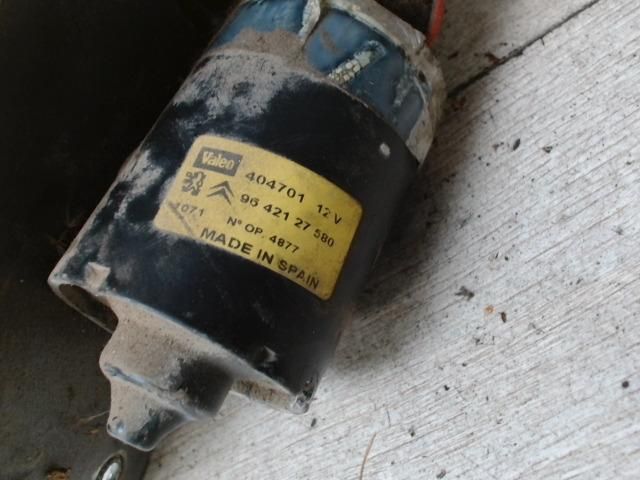 Valeo
404701 12 V
96 421 27 580
1071
N° OP. 4877
MADE IN SPAIN